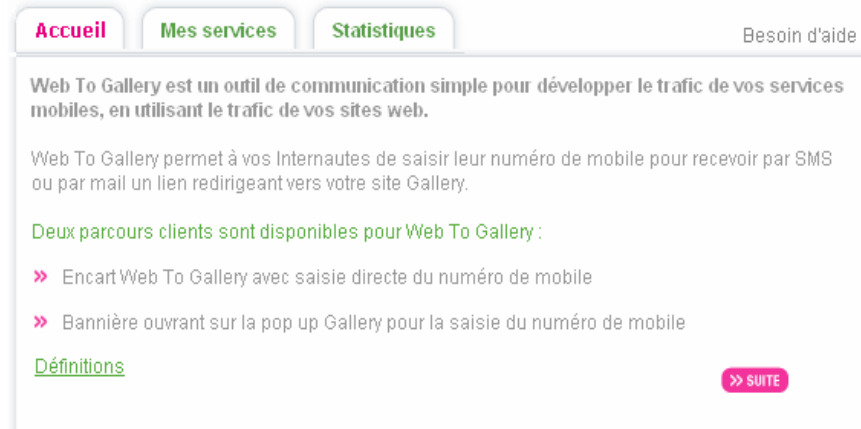 Accueil
Mes services
Statistiques
Besoin d'aide
Web To Gallery est un outil de communication simple pour développer le trafic de vos services
mobiles, en utilisant le trafic de vos sites web.
Web To Gallery permet à vos Internautes de saisir leur numéro de mobile pour recevoir par SMS
ou par mail un lien redirigeant vers votre site Gallery.
Deux parcours clients sont disponibles pour Web To Gallery :
» Encart Web To Gallery avec saisie directe du numéro de mobile
» Bannière ouvrant sur la pop up Gallery pour la saisie du numéro de mobile
Définitions
» SUITE